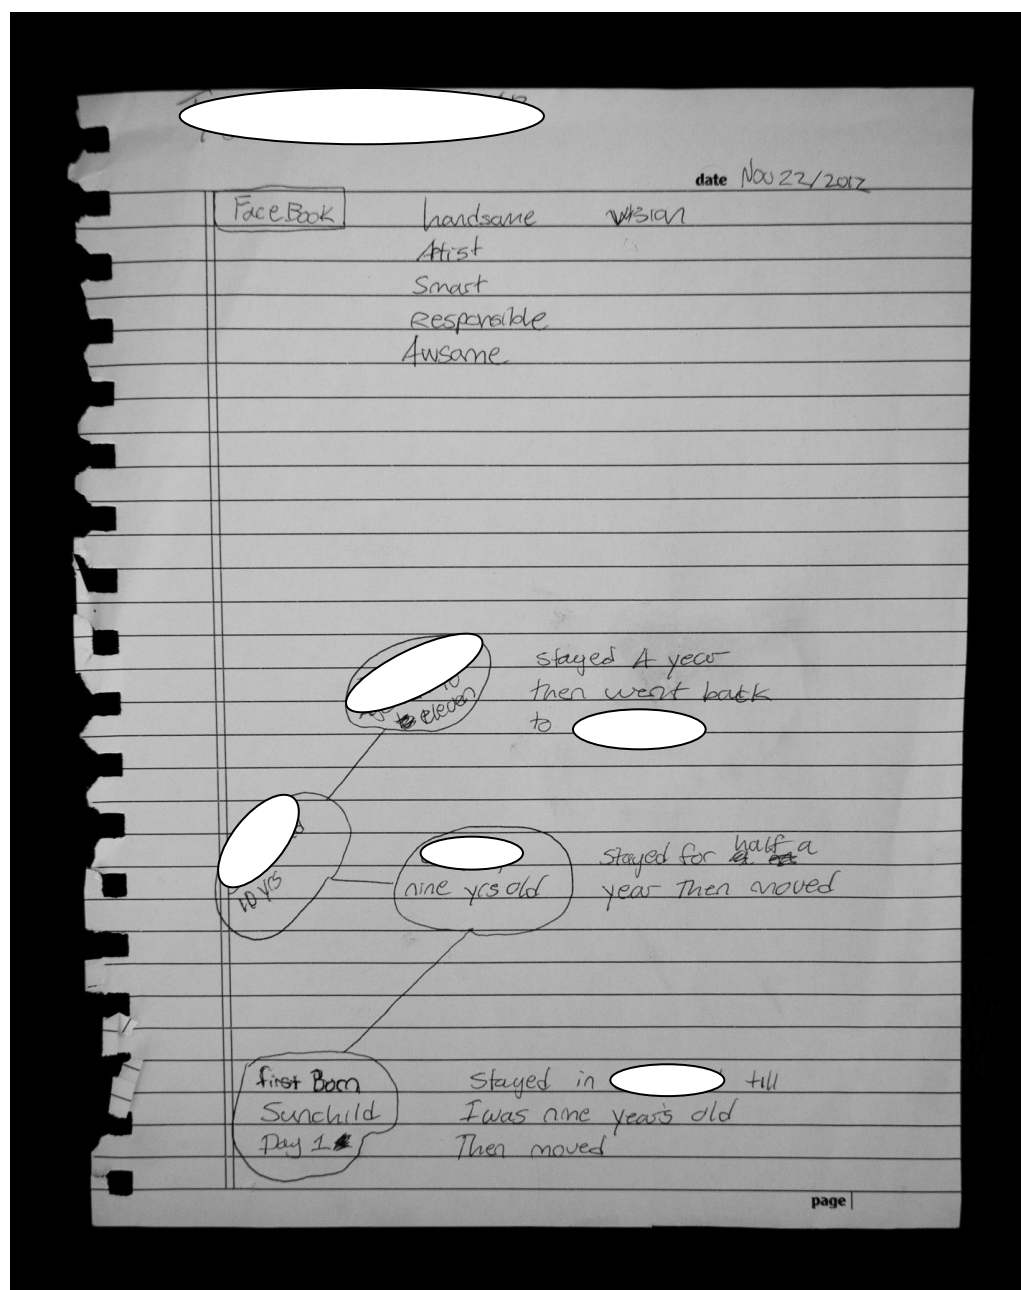 date Nov 22/2012
FaceBook handsome vision
Artist
Smart
Responsible
Awsome
stayed A year
then went back
to eleven
to
10 yrs
stayed for half a
nine yrs old year Then moved
first Born Stayed in till
Sunchild I was nine year's old
Day 1 Then moved
page